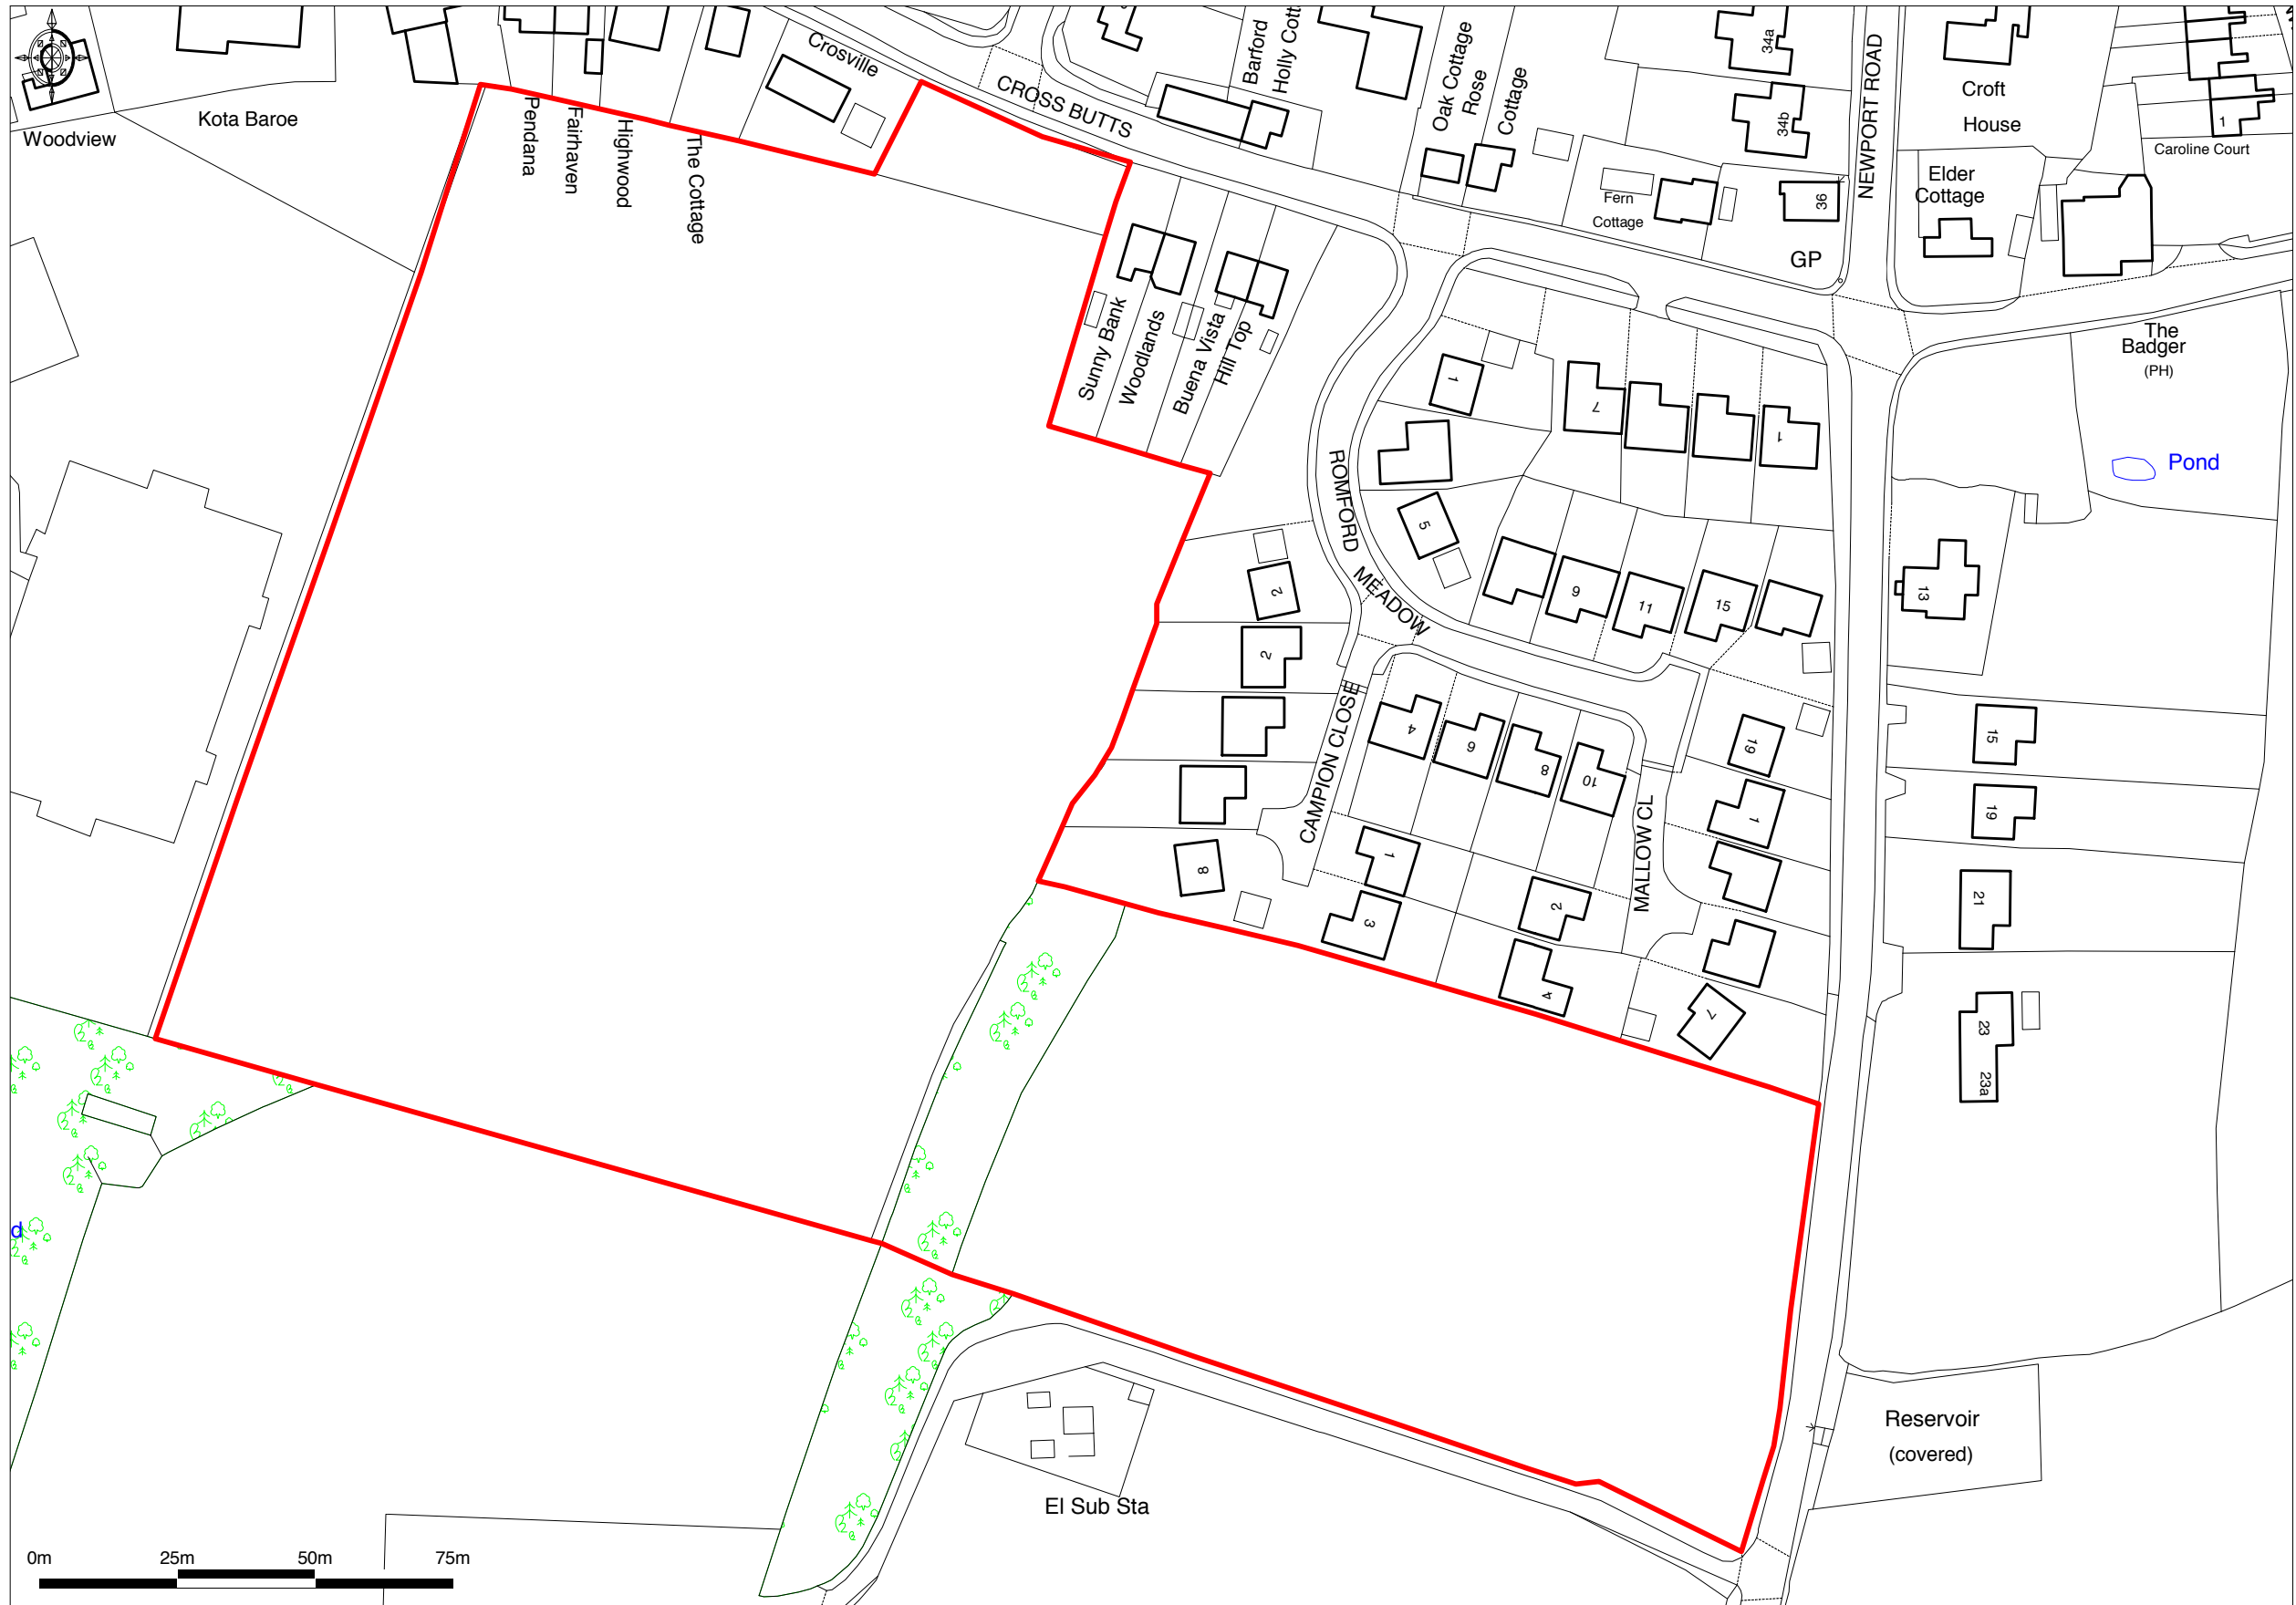 Woodview
Kota Baroe
Pendana
Fairhaven
Highwood
The Cottage
Crosville
CROSS BUTTS
Barford
Oak Cottage
Rose
Cottage
34a
34b
NEWPORT ROAD
Croft
House
1
Caroline Court
Elder
Cottage
Fern
Cottage
36
GP
The
Badger
(PH)
Pond
Sunny Bank
Woodlands
Buena Vista
Hill Top
ROMFORD
MEADOW
1
7
1
5
9
11
15
13
2
2
8
CAMPION CLOSE
4
6
8
10
19
1
1
3
2
4
7
MALLOW CL
15
19
21
23
23a
Reservoir
(covered)
El Sub Sta
0m
25m
50m
75m